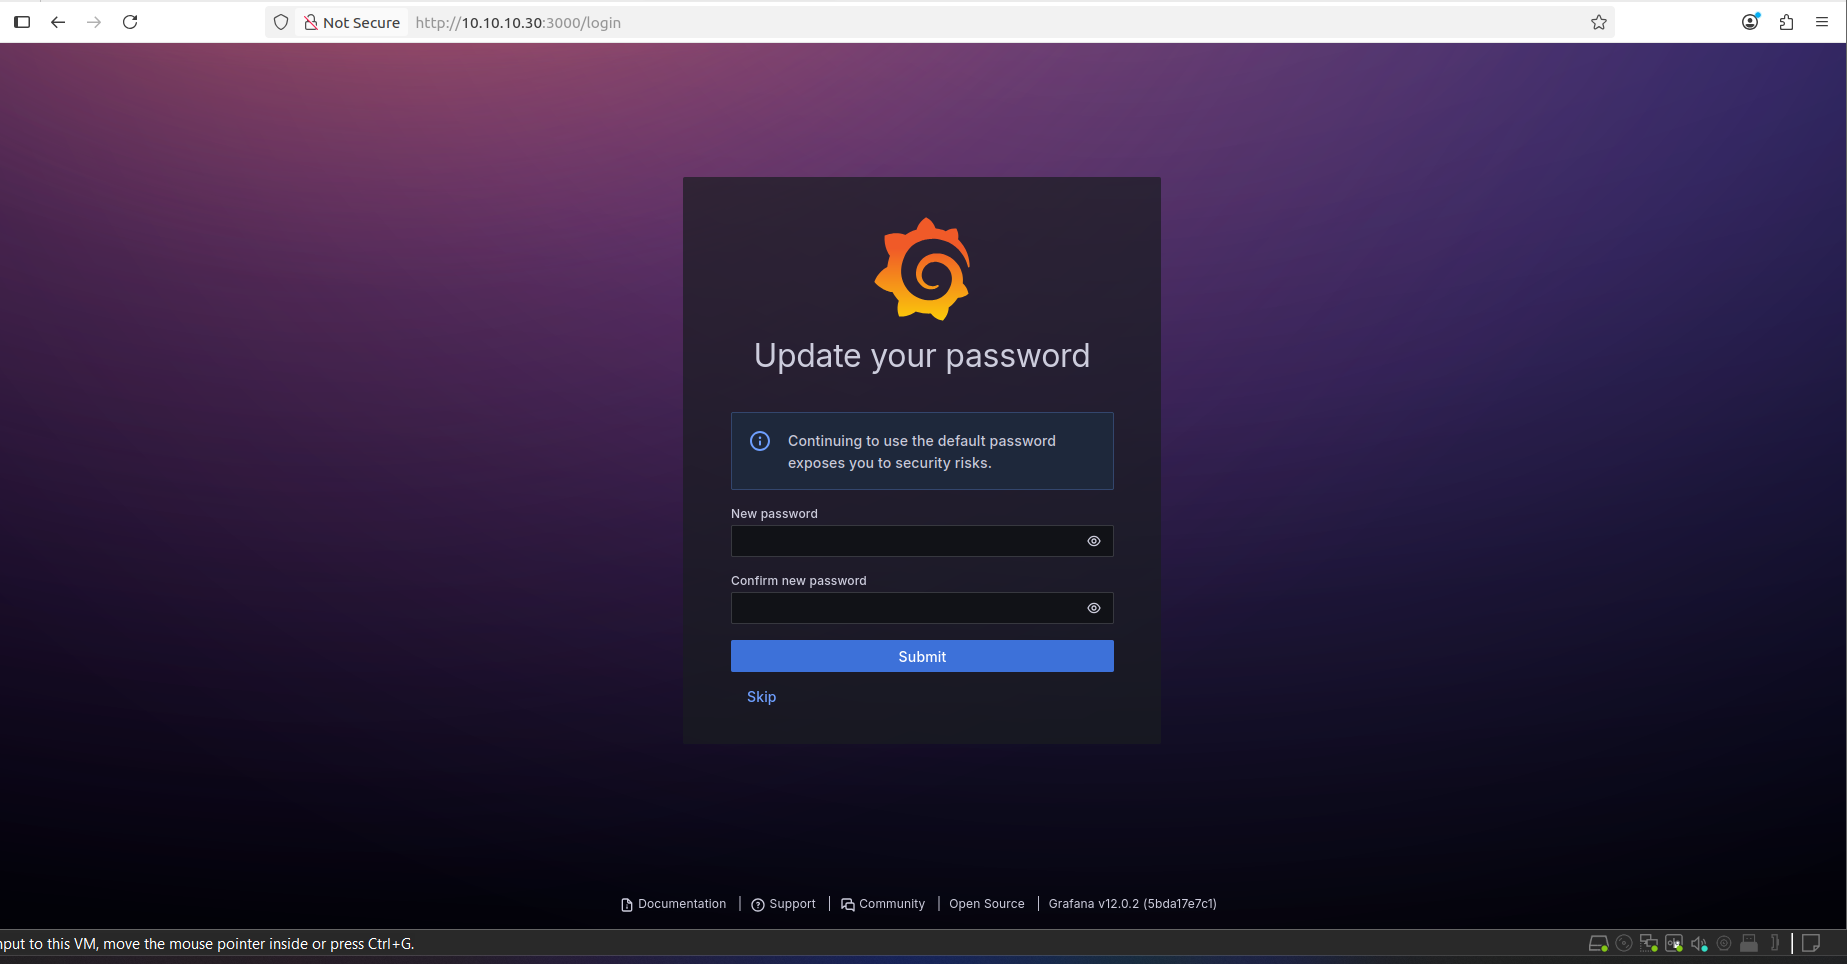 Not Secure http://10.10.10.30:3000/login
Update your password
Continuing to use the default password
exposes you to security risks.
New password
Confirm new password
Submit
Skip
Documentation | Support | Community | Open Source | Grafana v12.0.2 (5bda17e7c1)
nput to this VM, move the mouse pointer inside or press Ctrl+G.